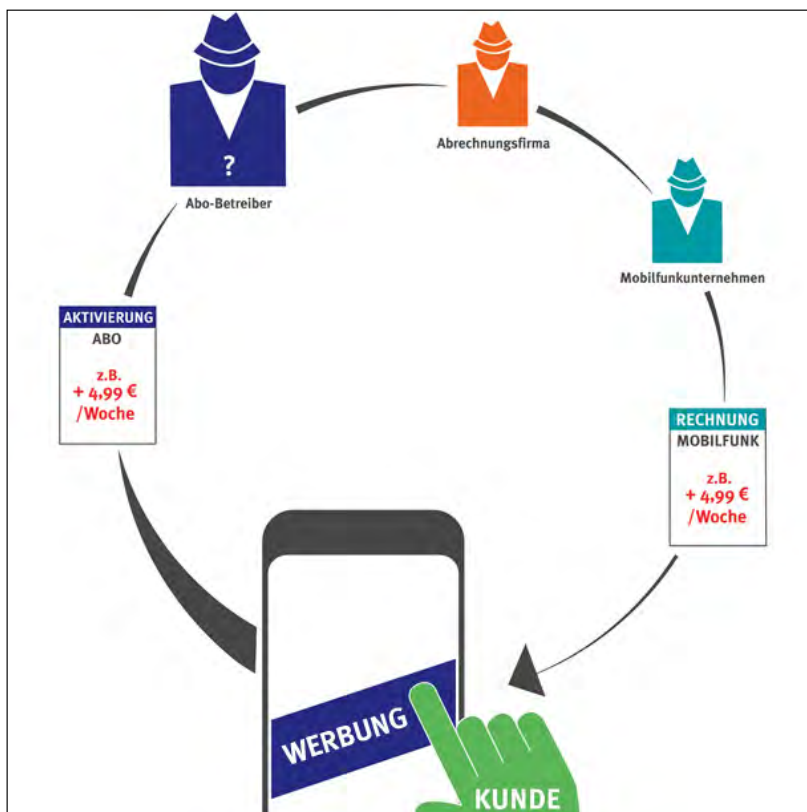 ?
Abo-Betreiber
Abrechnungsfirma
Mobilfunkunternehmen
AKTIVIERUNG
ABO
z.B.
+ 4,99 €
/Woche
RECHNUNG
MOBILFUNK
z.B.
+ 4,99 €
/Woche
WERBUNG
KUNDE